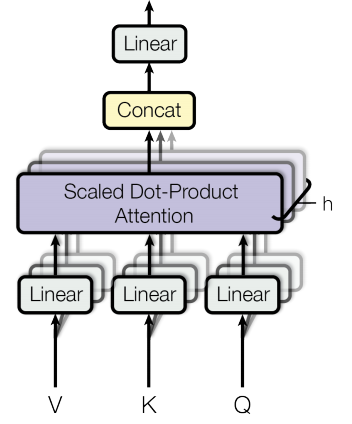 Linear
Concat
Scaled Dot-Product
Attention
h
Linear
Linear
Linear
V
K
Q